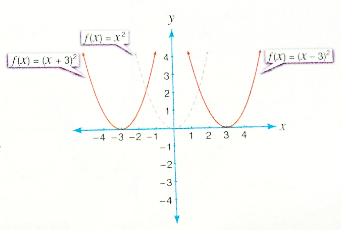 y
f(x) = x²
f(x) = (x + 3)²
f(x) = (x − 3)²
4
3
2
1
-4 -3 -2 -1 1 2 3 4 x
-1
-2
-3
-4